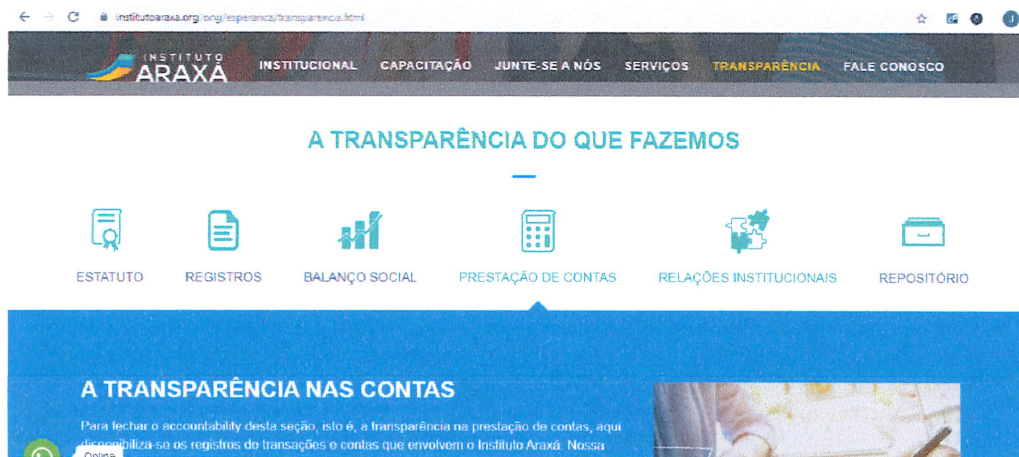 institutoaraxa.org/ong/esperanca/transparencia.html
INSTITUTO
ARAXÁ
INSTITUCIONAL CAPACITAÇÃO JUNTE-SE A NÓS SERVIÇOS TRANSPARÊNCIA FALE CONOSCO
A TRANSPARÊNCIA DO QUE FAZEMOS
ESTATUTO REGISTROS BALANÇO SOCIAL PRESTAÇÃO DE CONTAS RELAÇÕES INSTITUCIONAIS REPOSITÓRIO
A TRANSPARÊNCIA NAS CONTAS
Para fechar o accountability desta seção, isto é, a transparência na prestação de contas, aqui
disponibiliza-se os registros de transações e contas que envolvem o Instituto Araxá. Nossa
Online
J